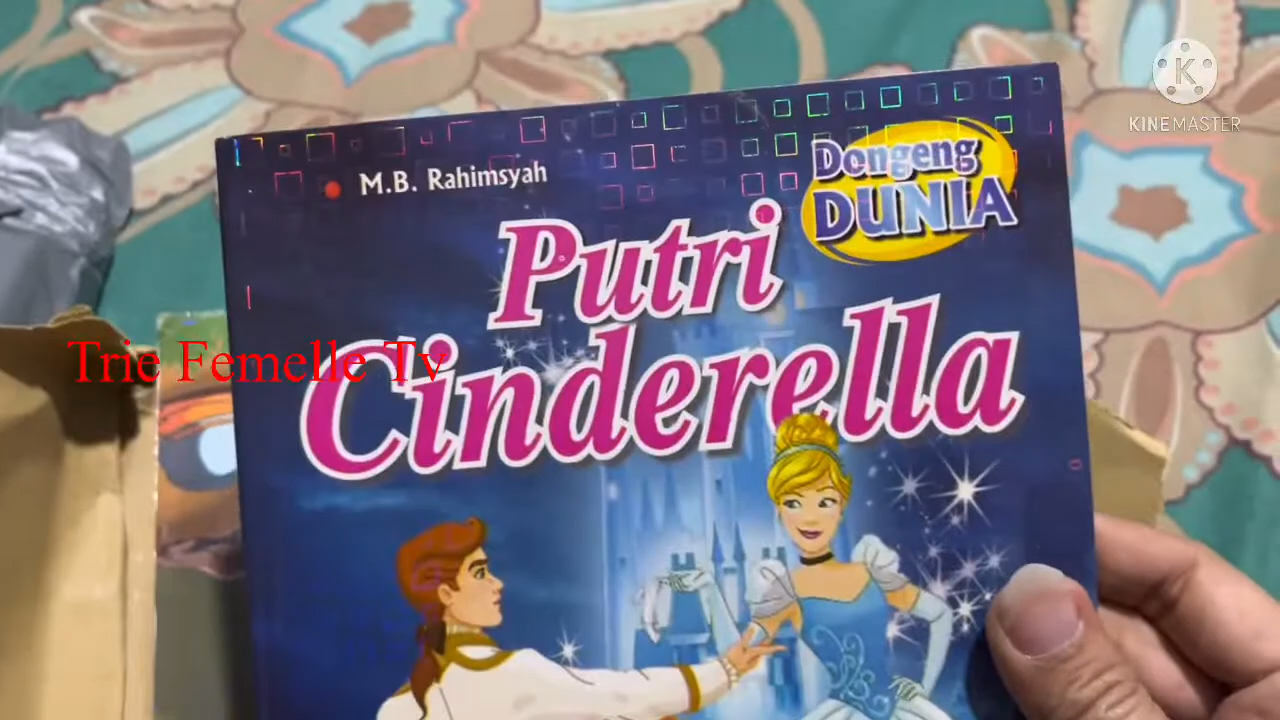 K
KINEMASTER
M.B. Rahimsyah
Dongeng
DUNIA
Putri
Cinderella
Trie Femelle Tv